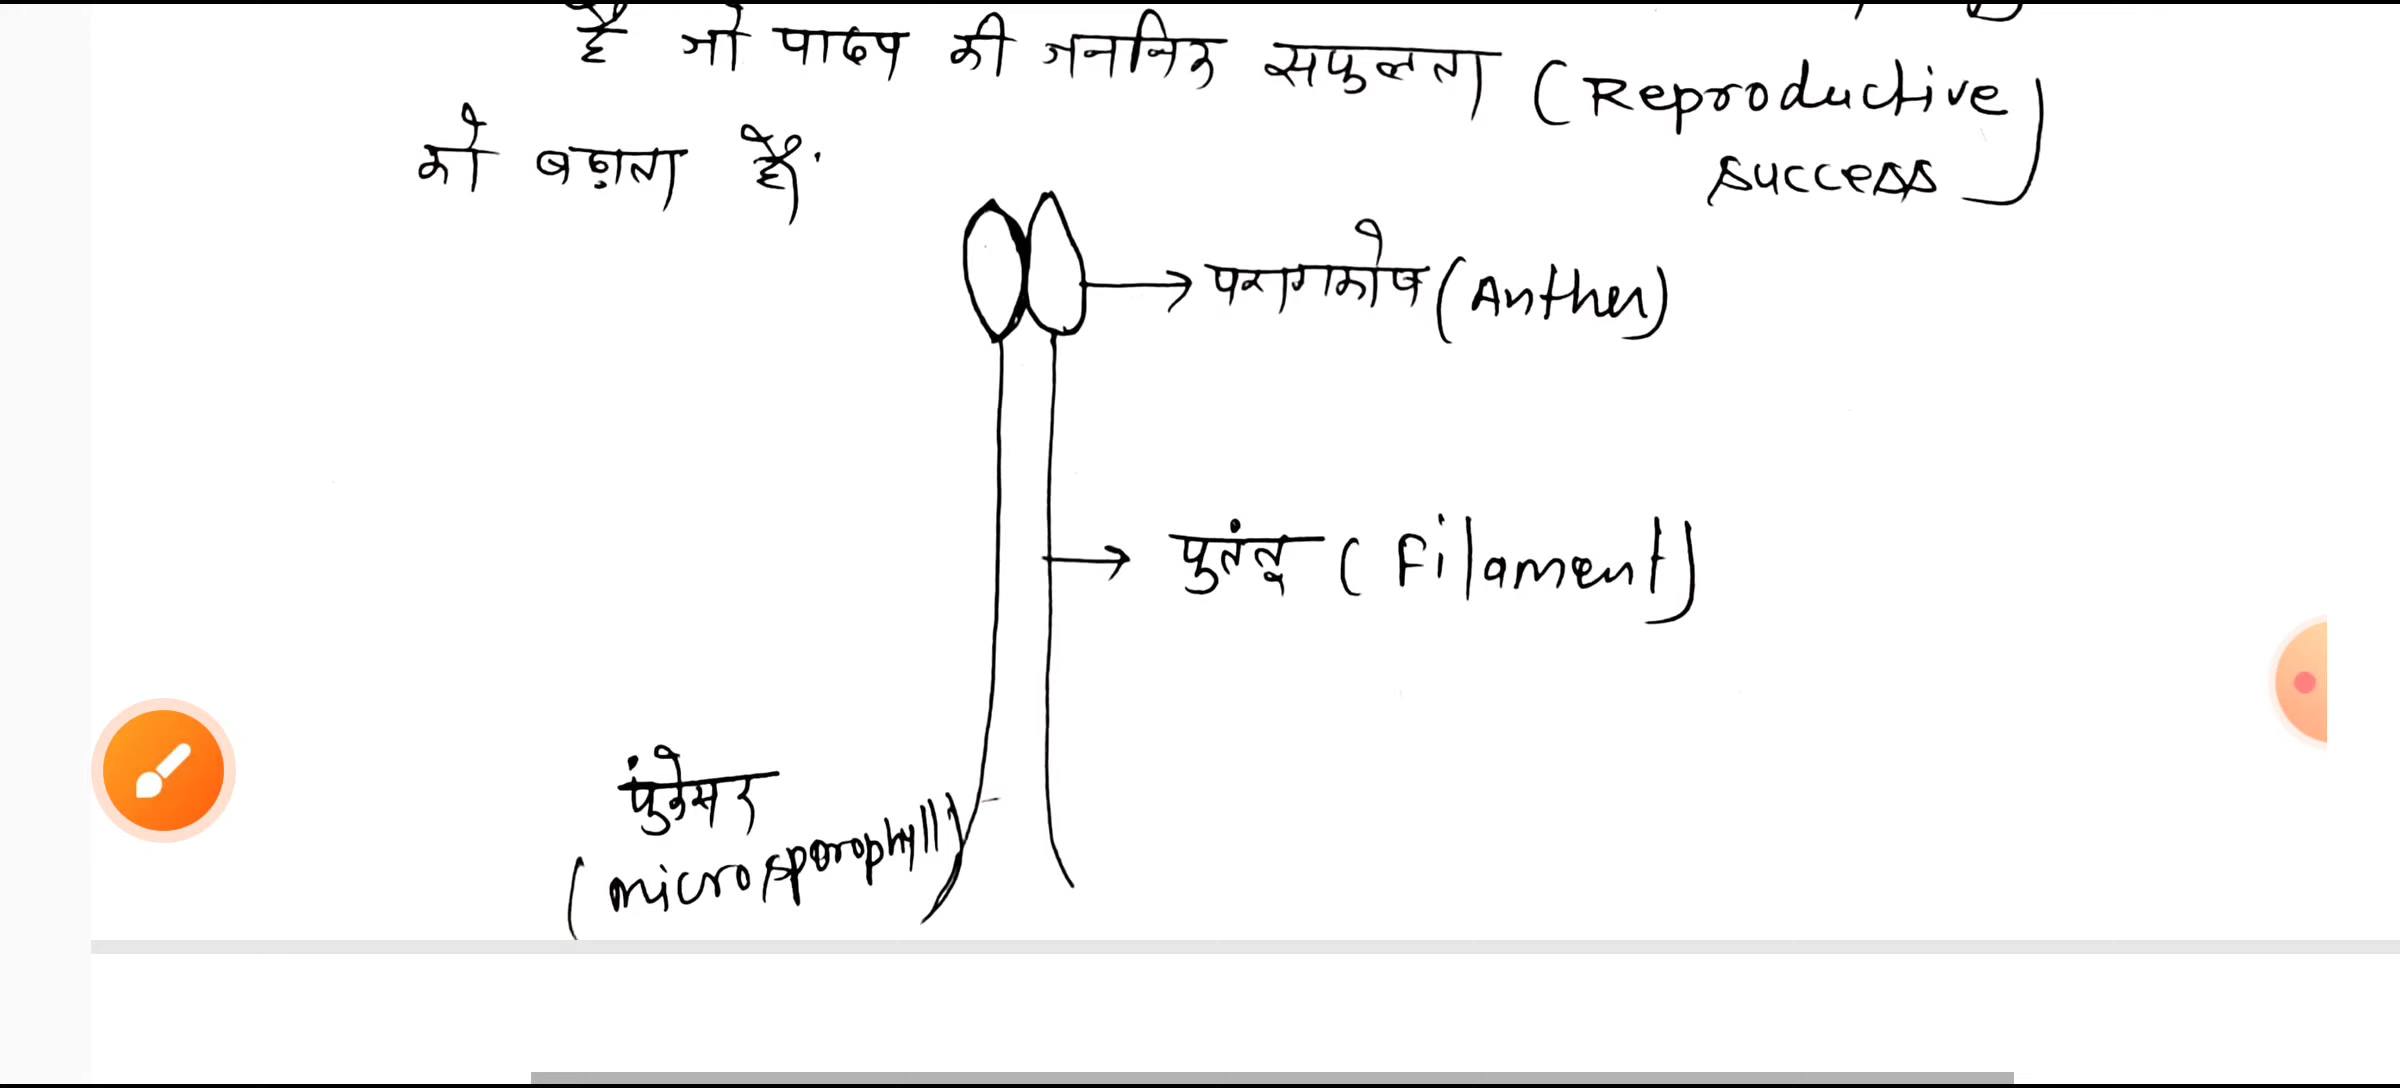 है जो पादप की जननिक सफलता (Reproductive success)
को बढ़ाता है।
परागकोष (Anther)
पुतंतू (Filament)
पुंकेसर
(microsporophyll)